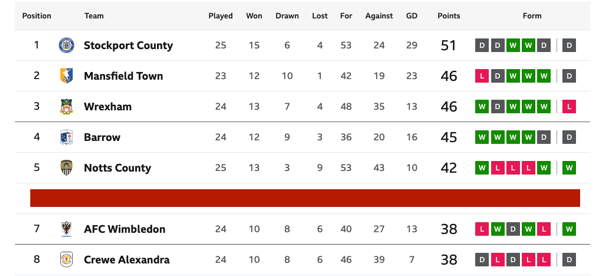 Position Team Played Won Drawn Lost For Against GD Points Form
1 Stockport County 25 15 6 4 53 24 29 51 D D W W D D
2 Mansfield Town 23 12 10 1 42 19 23 46 L D W W W D
3 Wrexham 24 13 7 4 48 35 13 46 W D W W W L
4 Barrow 24 12 9 3 36 20 16 45 W W W W D D
5 Notts County 25 13 3 9 53 43 10 42 W L L L W W
7 AFC Wimbledon 24 10 8 6 40 27 13 38 L W D W L W
8 Crewe Alexandra 24 10 8 6 46 39 7 38 D L D L L D